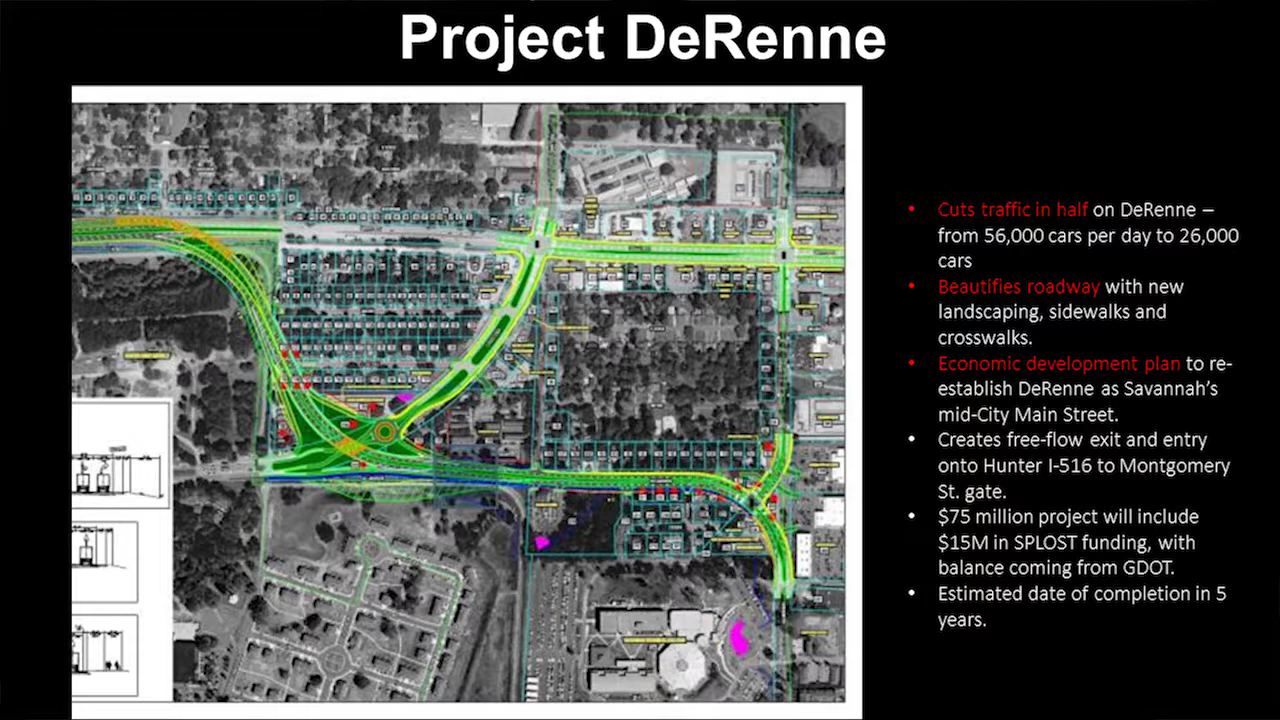 Project DeRenne
• Cuts traffic in half on DeRenne –
from 56,000 cars per day to 26,000
cars
• Beautifies roadway with new
landscaping, sidewalks and
crosswalks.
• Economic development plan to re-
establish DeRenne as Savannah’s
mid-City Main Street.
• Creates free-flow exit and entry
onto Hunter I-516 to Montgomery
St. gate.
• $75 million project will include
$15M in SPLOST funding, with
balance coming from GDOT.
• Estimated date of completion in 5
years.